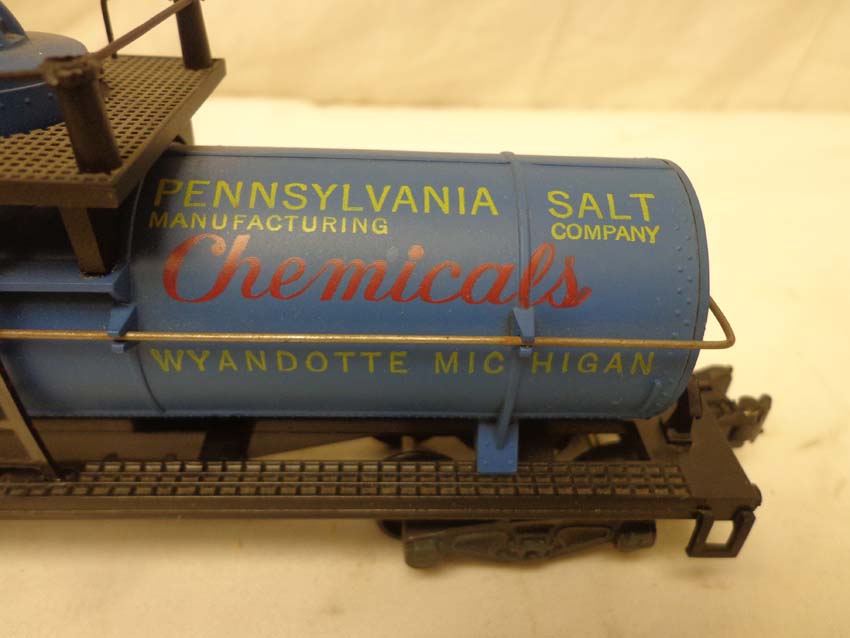 PENNSYLVANIA SALT
MANUFACTURING COMPANY
Chemicals
WYANDOTTE MICHIGAN